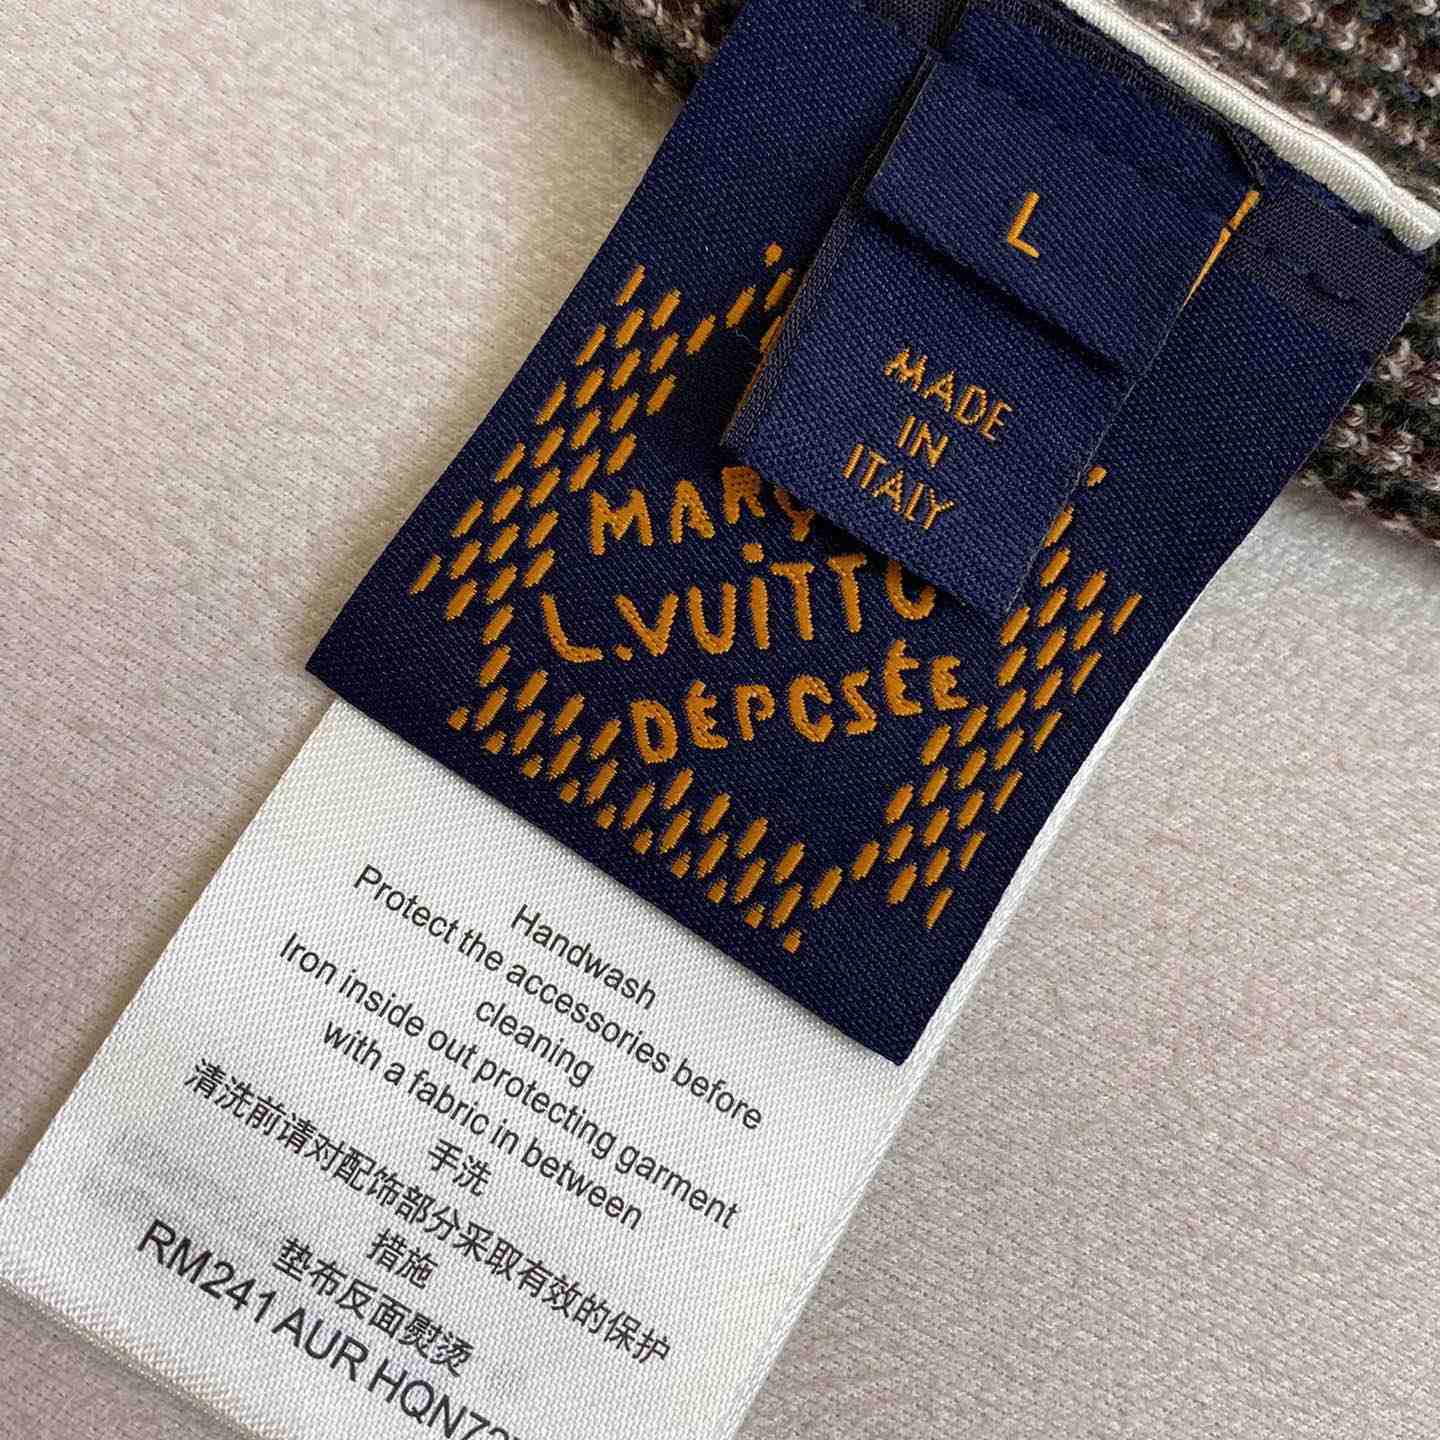 L
MADE
IN
ITALY
L.VUITTO
DÉPOSÉE
Handwash
Protect the accessories before
cleaning
Iron inside out protecting garment
with a fabric in between
手洗
清洗前请对配饰部分采取有效的保护
措施
垫布反面熨烫
RM241 AUR